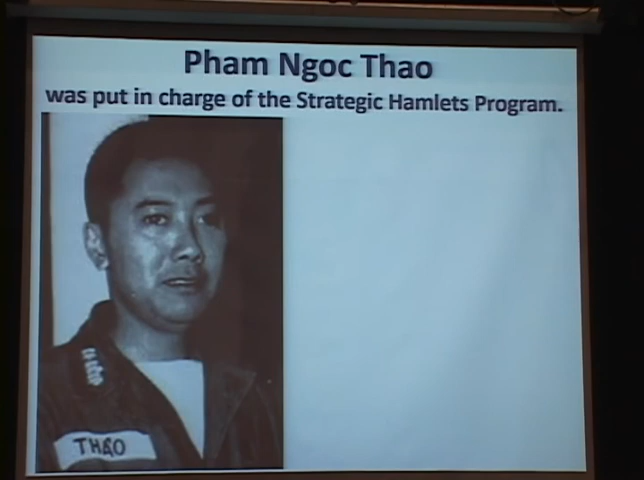 Pham Ngoc Thao
was put in charge of the Strategic Hamlets Program.
THAO